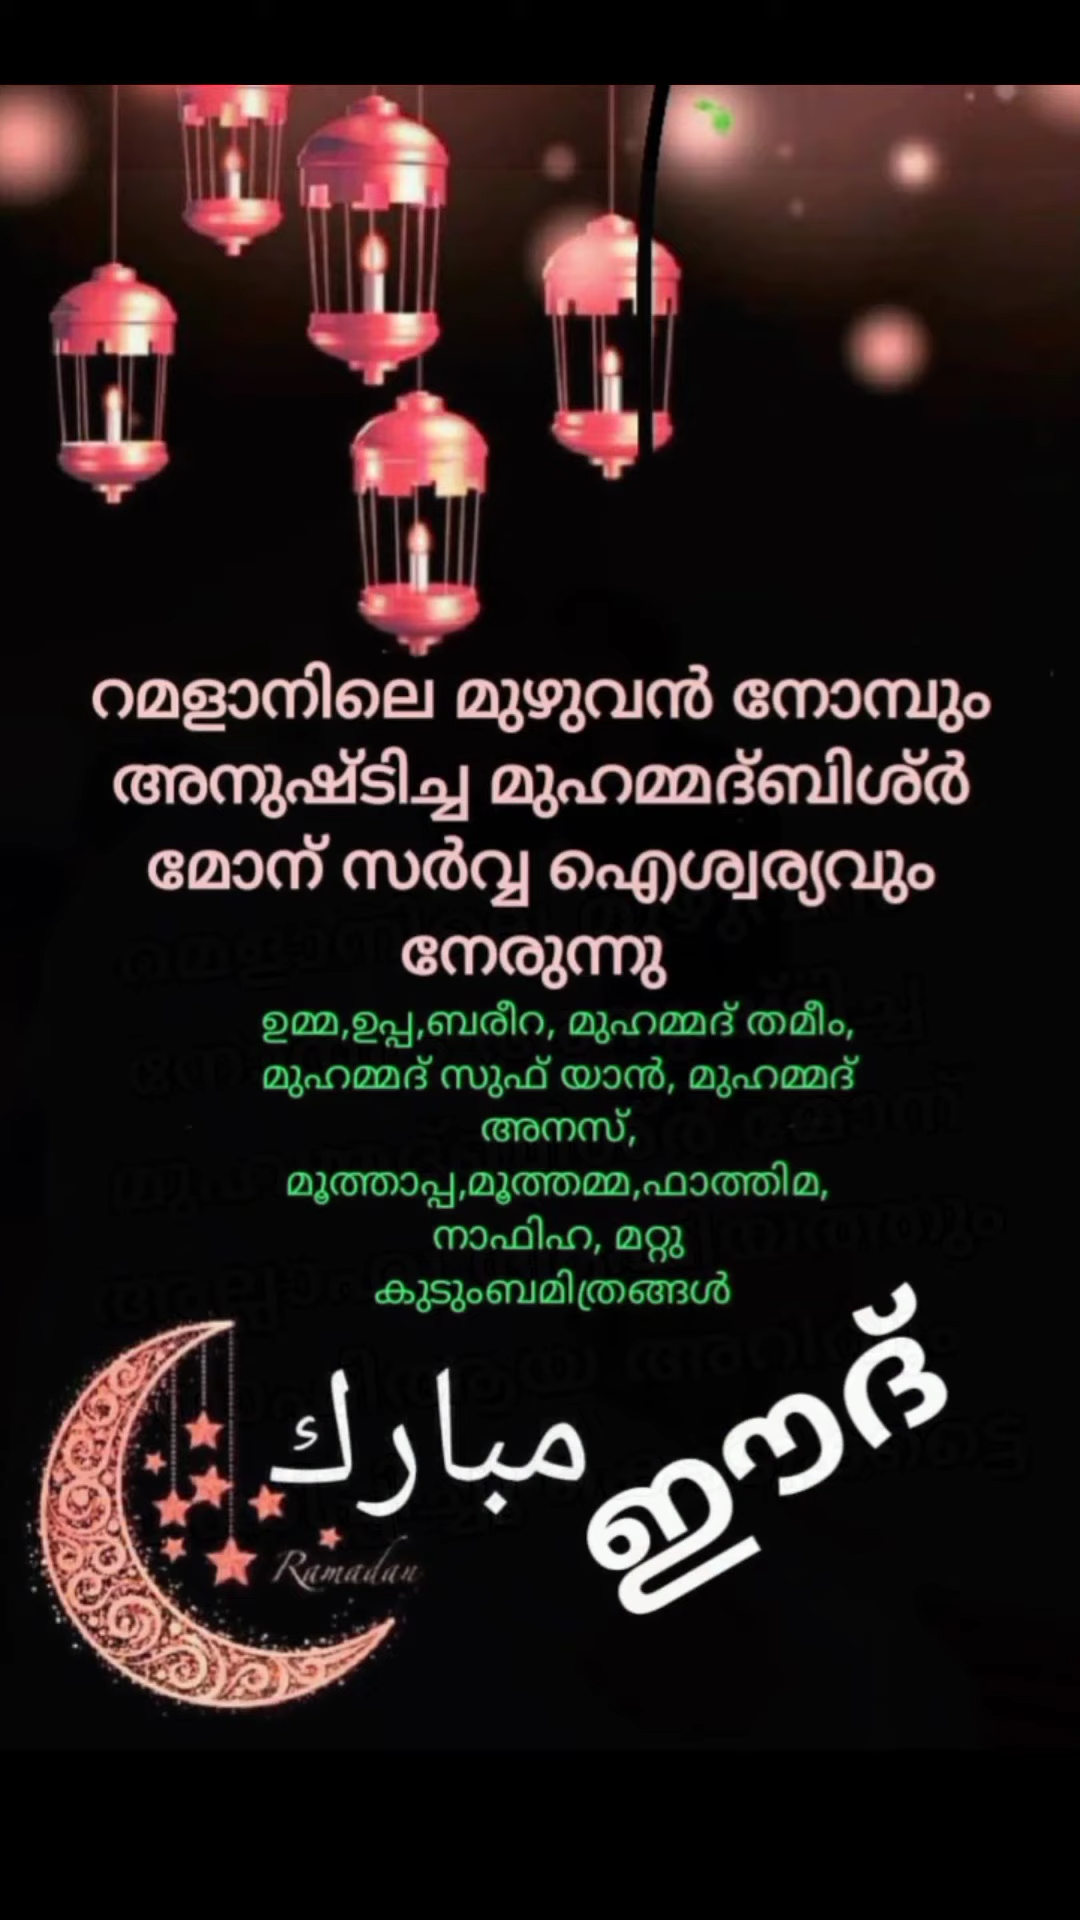 റമളാനിലെ മുഴുവൻ നോമ്പും
അനുഷ്ടിച്ച മുഹമ്മദ്ബിശ്ർ
മോന് സർവ്വ ഐശ്വര്യവും
നേരുന്നു
ഉമ്മ,ഉപ്പ,ബരീറ, മുഹമ്മദ് തമീം,
മുഹമ്മദ് സുഫ് യാൻ, മുഹമ്മദ്
അനസ്,
മൂത്താപ്പ,മൂത്തമ്മ,ഫാത്തിമ,
നാഫിഹ, മറ്റു
കുടുംബമിത്രങ്ങൾ
ഈദ്
مبارك
Ramadan